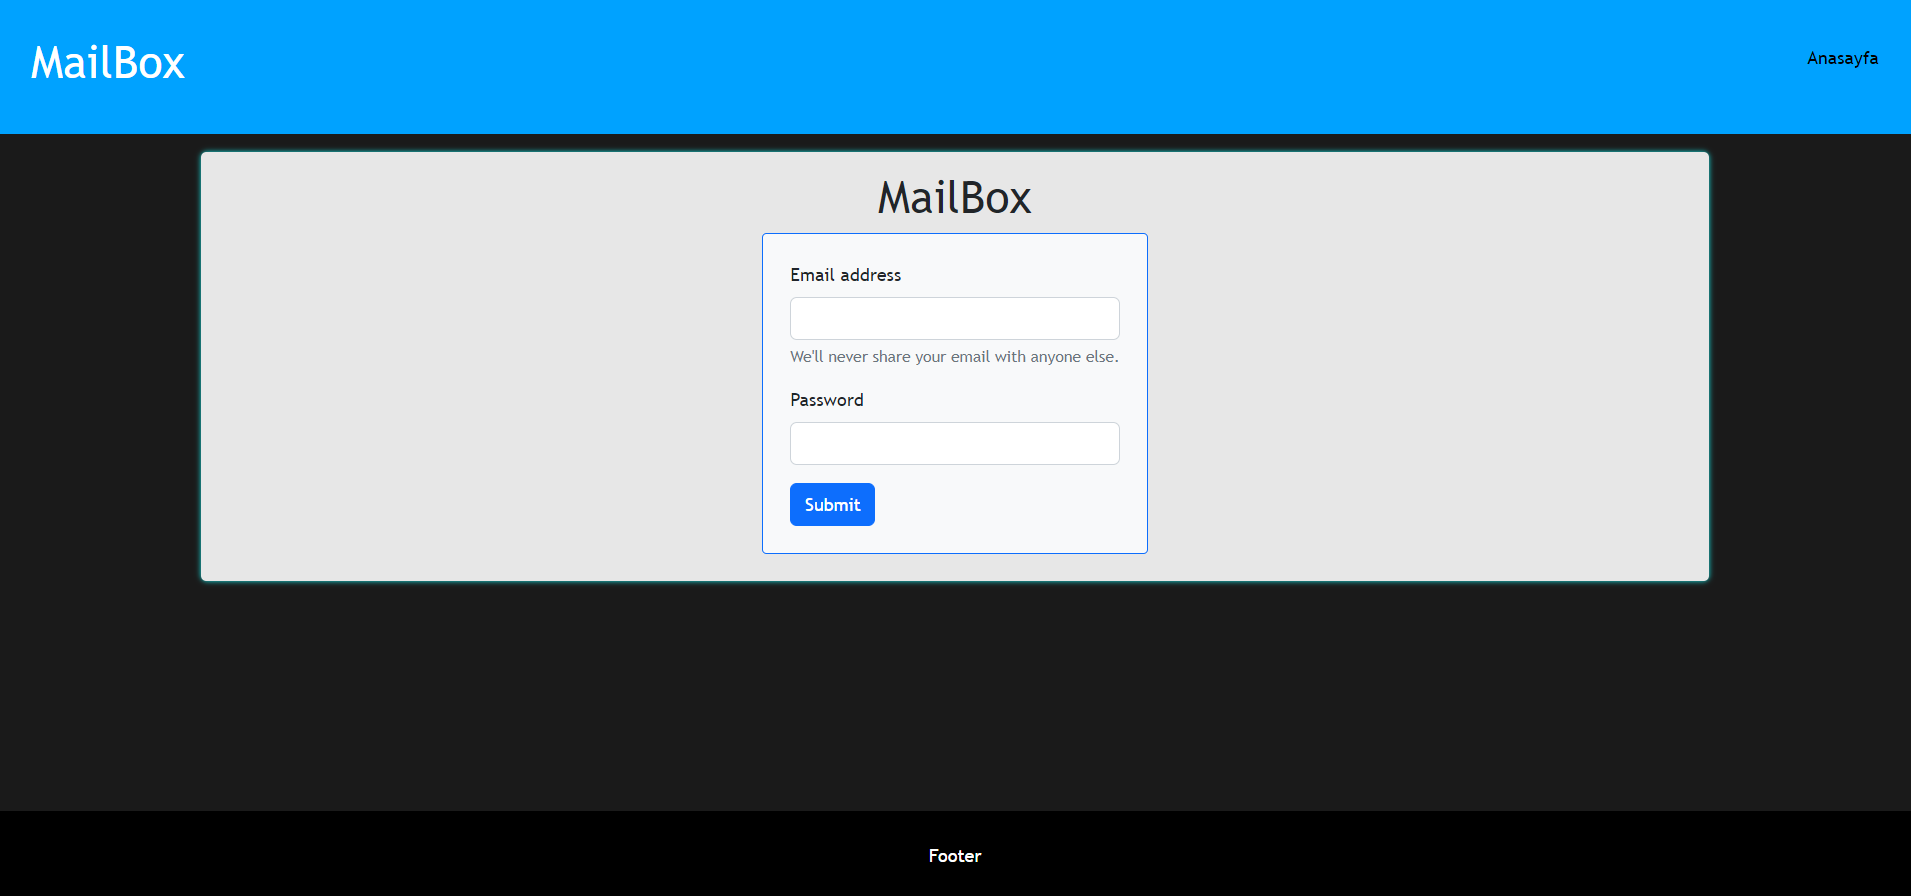 MailBox
Anasayfa
MailBox
Email address
We'll never share your email with anyone else.
Password
Submit
Footer